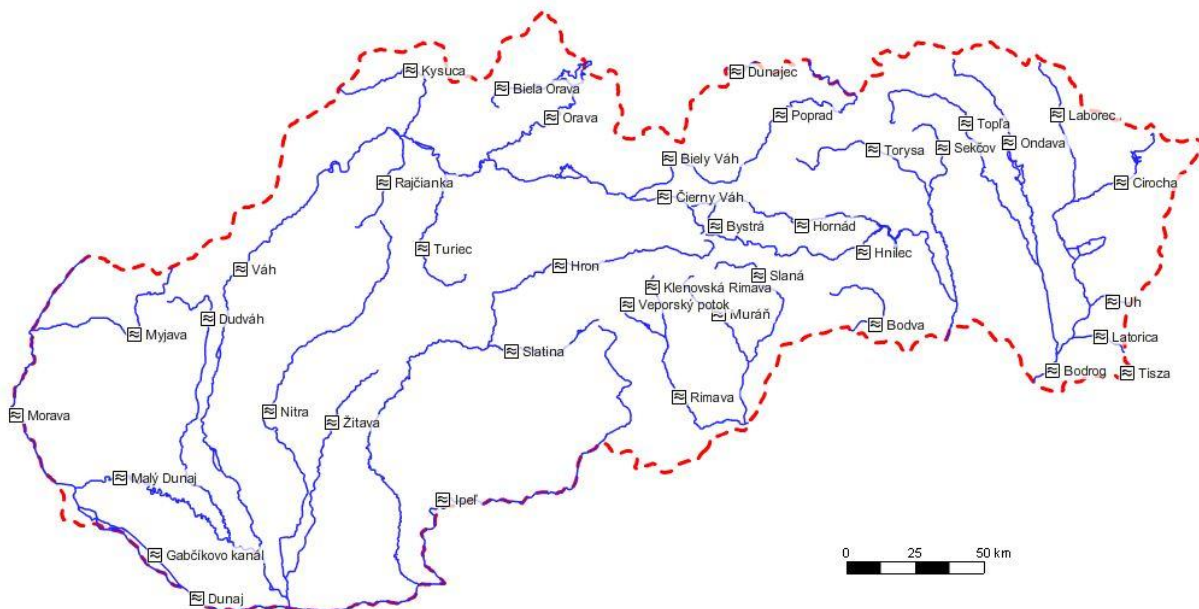 Kysuca
Dunajec
Biela Orava
Orava
Poprad
Laborec
Topľa
Ondava
Torysa
Sekčov
Biely Váh
Rajčianka
Cirocha
Čierny Váh
Bystrá
Hornád
Turiec
Hnilec
Váh
Hron
Slaná
Klenovská Rimava
Veporský potok
Muráň
Uh
Dudváh
Myjava
Bodva
Latorica
Slatina
Bodrog
Tisza
Rimava
Morava
Nitra
Žitava
Malý Dunaj
Ipeľ
Gabčíkovo kanál
0 25 50 km
Dunaj